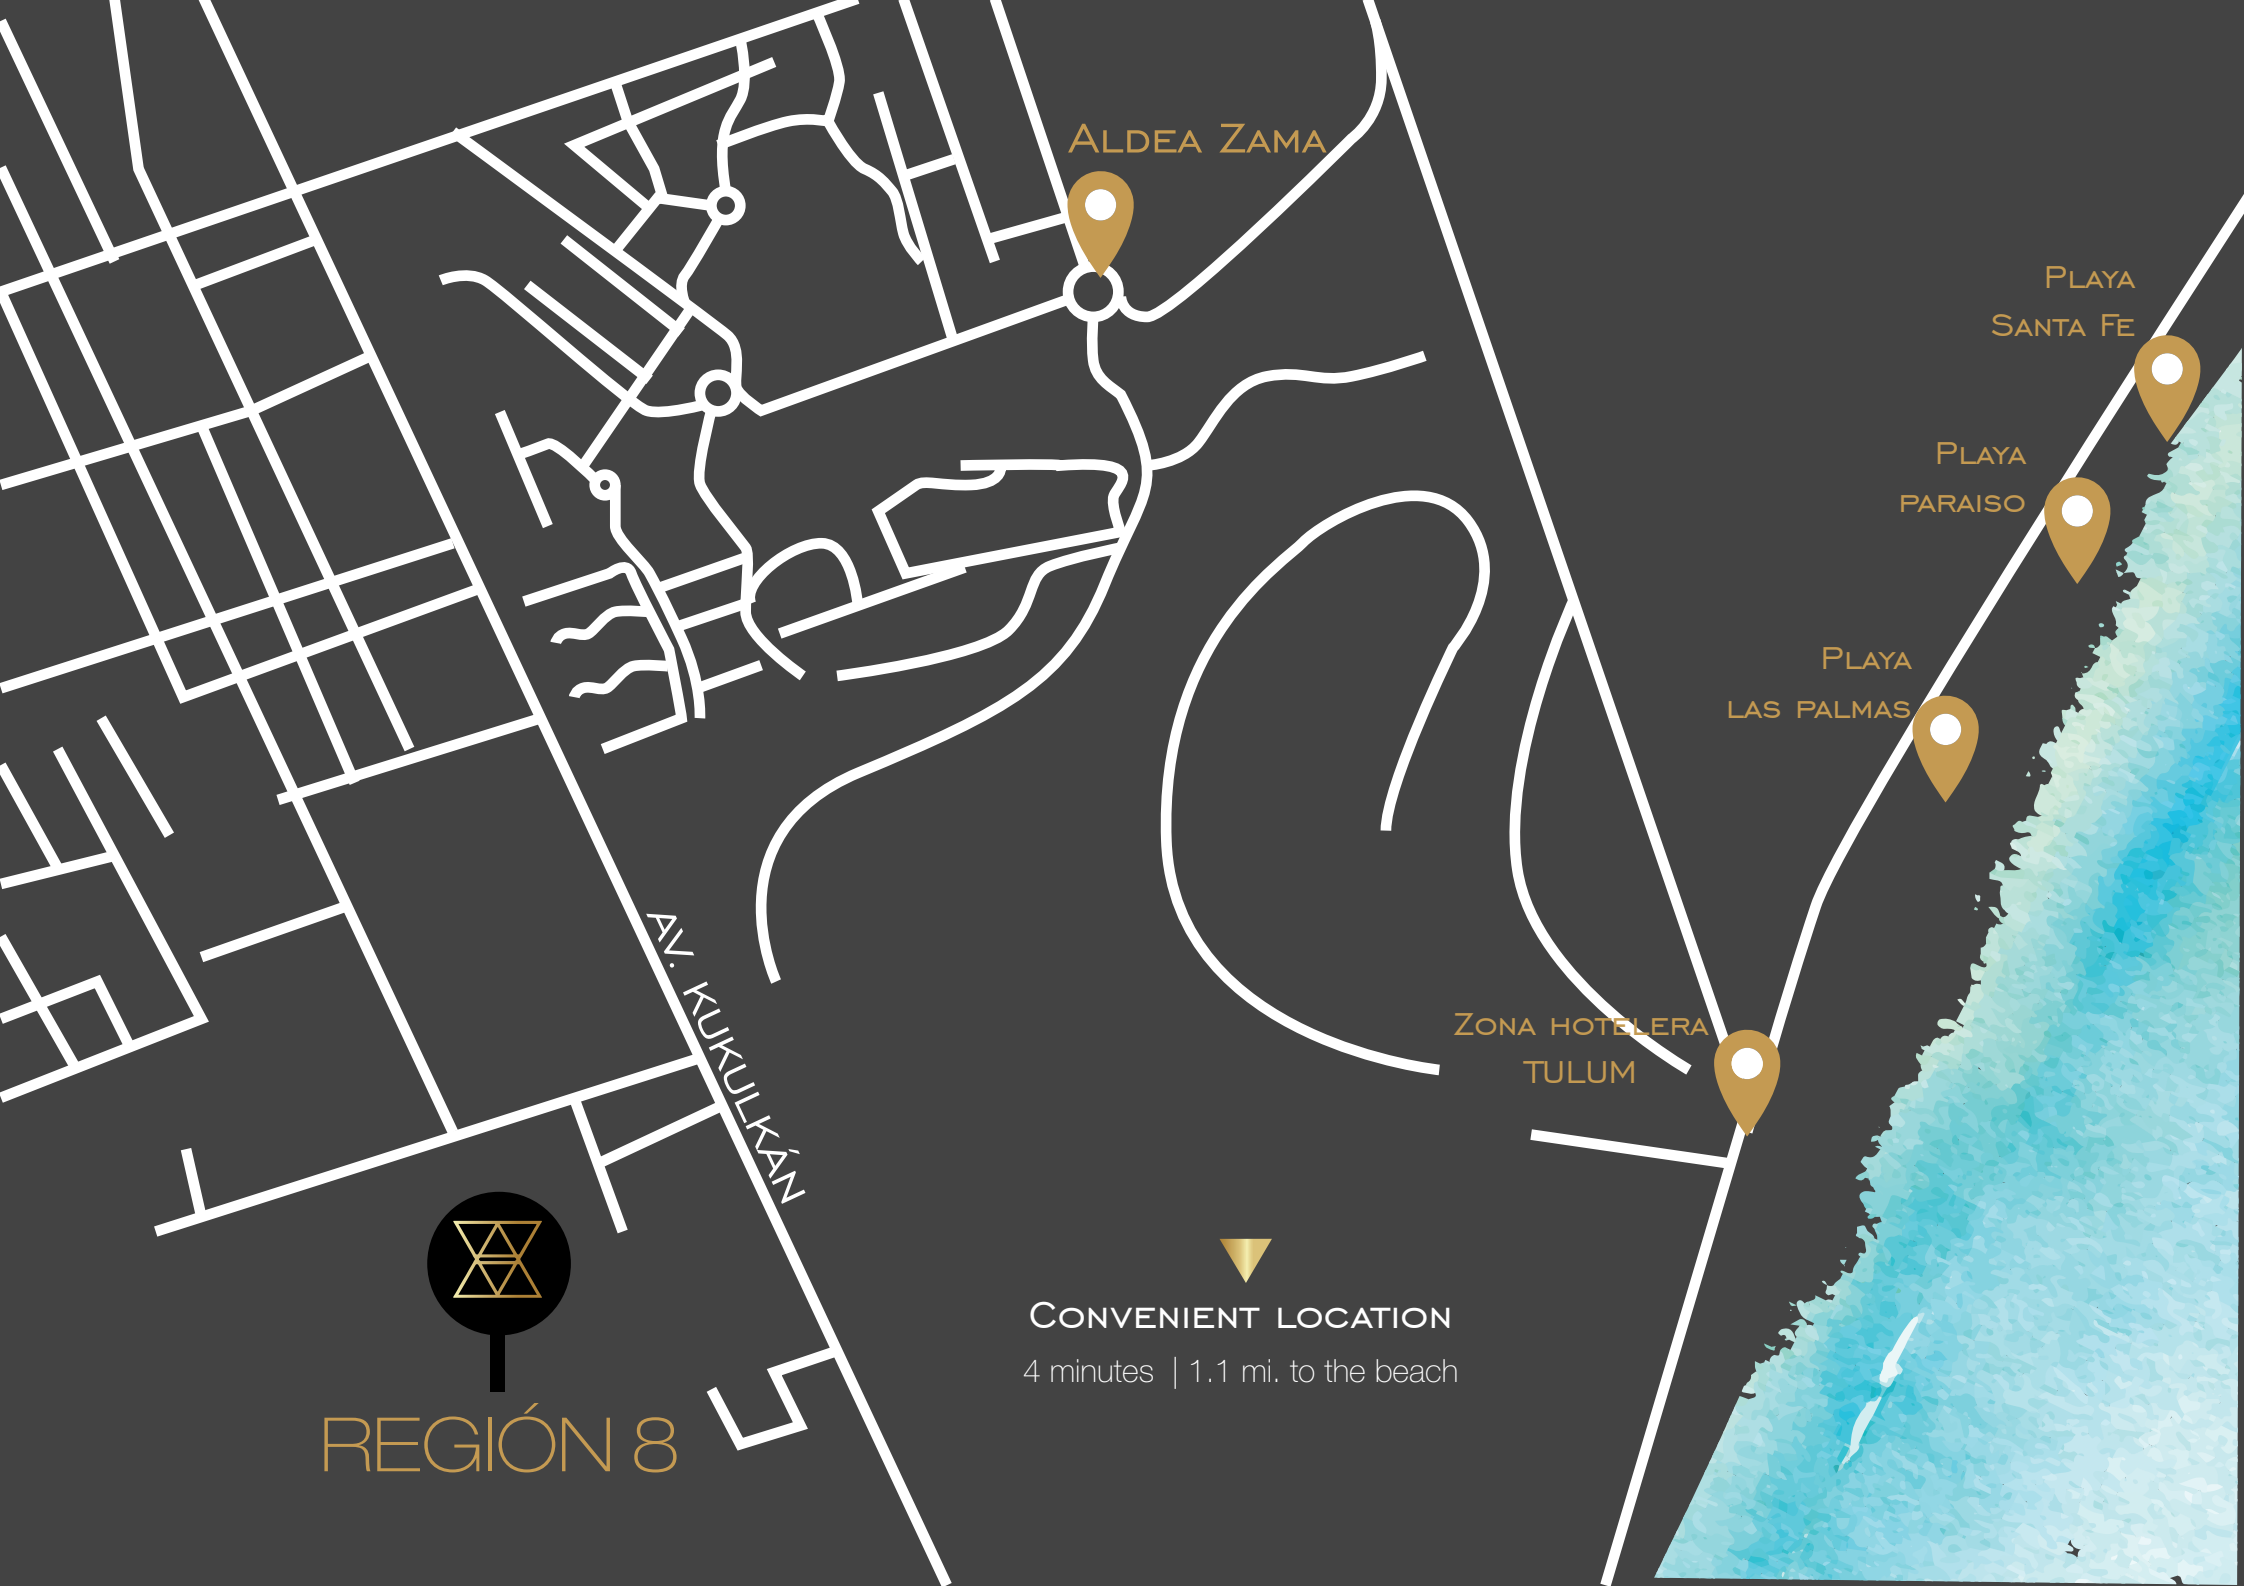 Aldea Zama
Playa
Santa Fe
Playa
paraiso
Playa
las palmas
Zona hotelera
TULUM
AV. KUKULKÁN
Convenient location
4 minutes | 1.1 mi. to the beach
REGIÓN 8